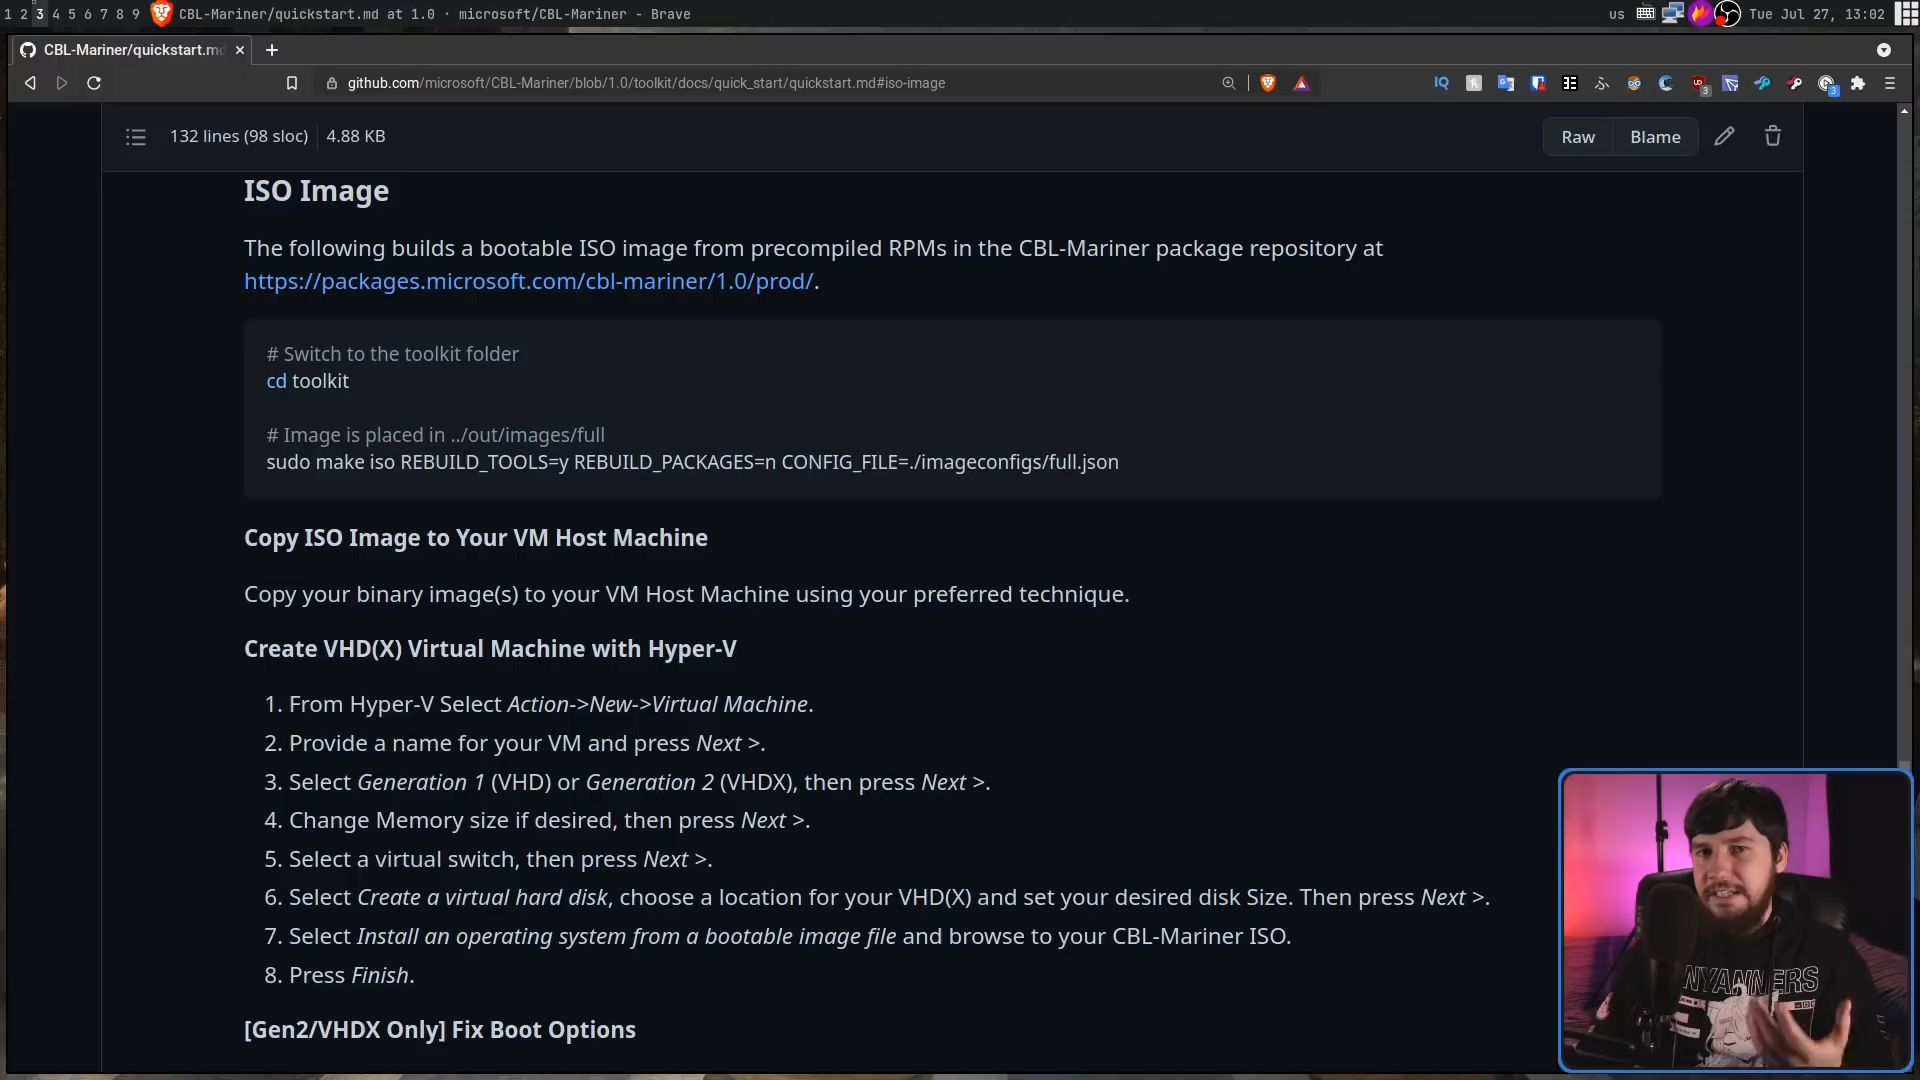 1 2 3 4 5 6 7 8 9 CBL-Mariner/quickstart.md at 1.0 · microsoft/CBL-Mariner - Brave us Tue Jul 27, 13:02
CBL-Mariner/quickstart.md
github.com/microsoft/CBL-Mariner/blob/1.0/toolkit/docs/quick_start/quickstart.md#iso-image IQ 3 3
132 lines (98 sloc) 4.88 KB Raw Blame
ISO Image
The following builds a bootable ISO image from precompiled RPMs in the CBL-Mariner package repository at
https://packages.microsoft.com/cbl-mariner/1.0/prod/.
# Switch to the toolkit folder
cd toolkit
# Image is placed in ../out/images/full
sudo make iso REBUILD_TOOLS=y REBUILD_PACKAGES=n CONFIG_FILE=./imageconfigs/full.json
Copy ISO Image to Your VM Host Machine
Copy your binary image(s) to your VM Host Machine using your preferred technique.
Create VHD(X) Virtual Machine with Hyper-V
1. From Hyper-V Select Action->New->Virtual Machine.
2. Provide a name for your VM and press Next >.
3. Select Generation 1 (VHD) or Generation 2 (VHDX), then press Next >.
4. Change Memory size if desired, then press Next >.
5. Select a virtual switch, then press Next >.
6. Select Create a virtual hard disk, choose a location for your VHD(X) and set your desired disk Size. Then press Next >.
7. Select Install an operating system from a bootable image file and browse to your CBL-Mariner ISO.
8. Press Finish.
[Gen2/VHDX Only] Fix Boot Options
NYANNERS